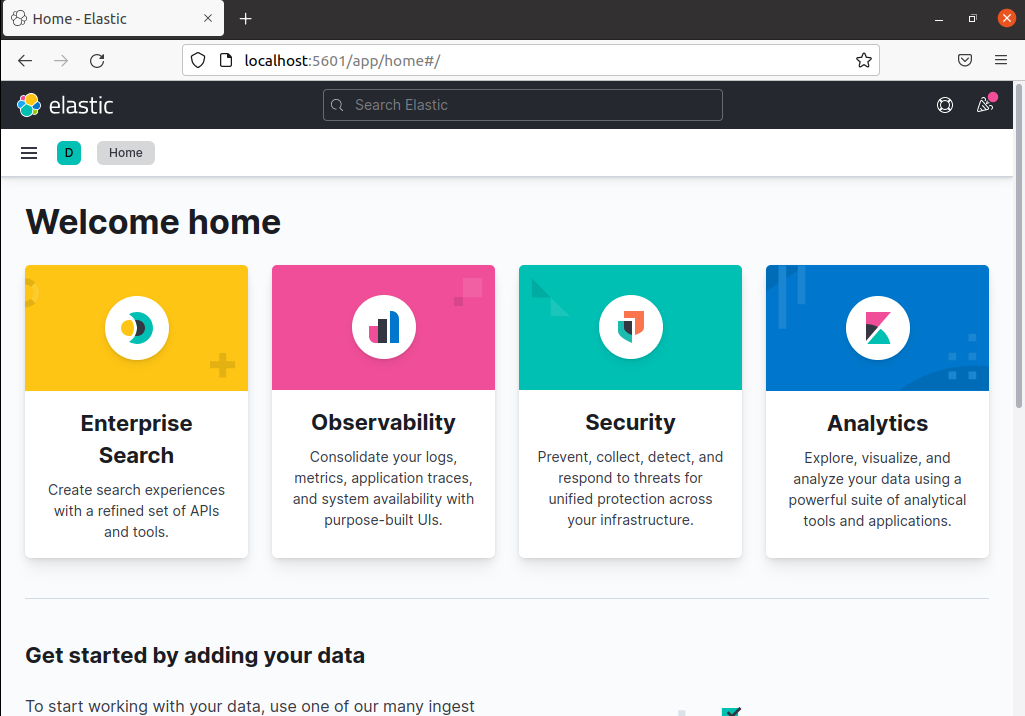 Home - Elastic
localhost:5601/app/home#/
elastic
Search Elastic
D
Home
Welcome home
Enterprise
Search
Create search experiences
with a refined set of APIs
and tools.
Observability
Consolidate your logs,
metrics, application traces,
and system availability with
purpose-built UIs.
Security
Prevent, collect, detect, and
respond to threats for
unified protection across
your infrastructure.
Analytics
Explore, visualize, and
analyze your data using a
powerful suite of analytical
tools and applications.
Get started by adding your data
To start working with your data, use one of our many ingest